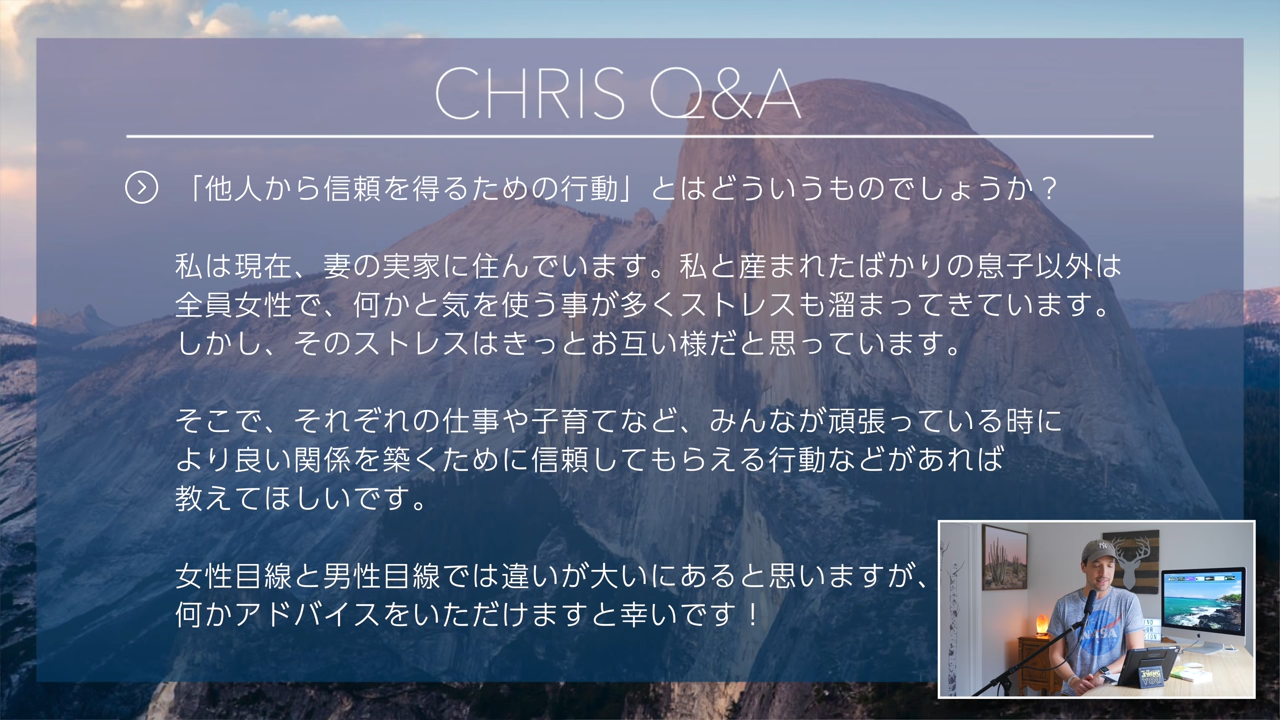 CHRIS Q&A
「他人から信頼を得るための行動」とはどういうものでしょうか？
私は現在、妻の実家に住んでいます。私と産まれたばかりの息子以外は
全員女性で、何かと気を使う事が多くストレスも溜まってきています。
しかし、そのストレスはきっとお互い様だと思っています。
そこで、それぞれの仕事や子育てなど、みんなが頑張っている時に
より良い関係を築くために信頼してもらえる行動などがあれば
教えてほしいです。
女性目線と男性目線では違いが大いにあると思いますが、
何かアドバイスをいただけますと幸いです！
NASA